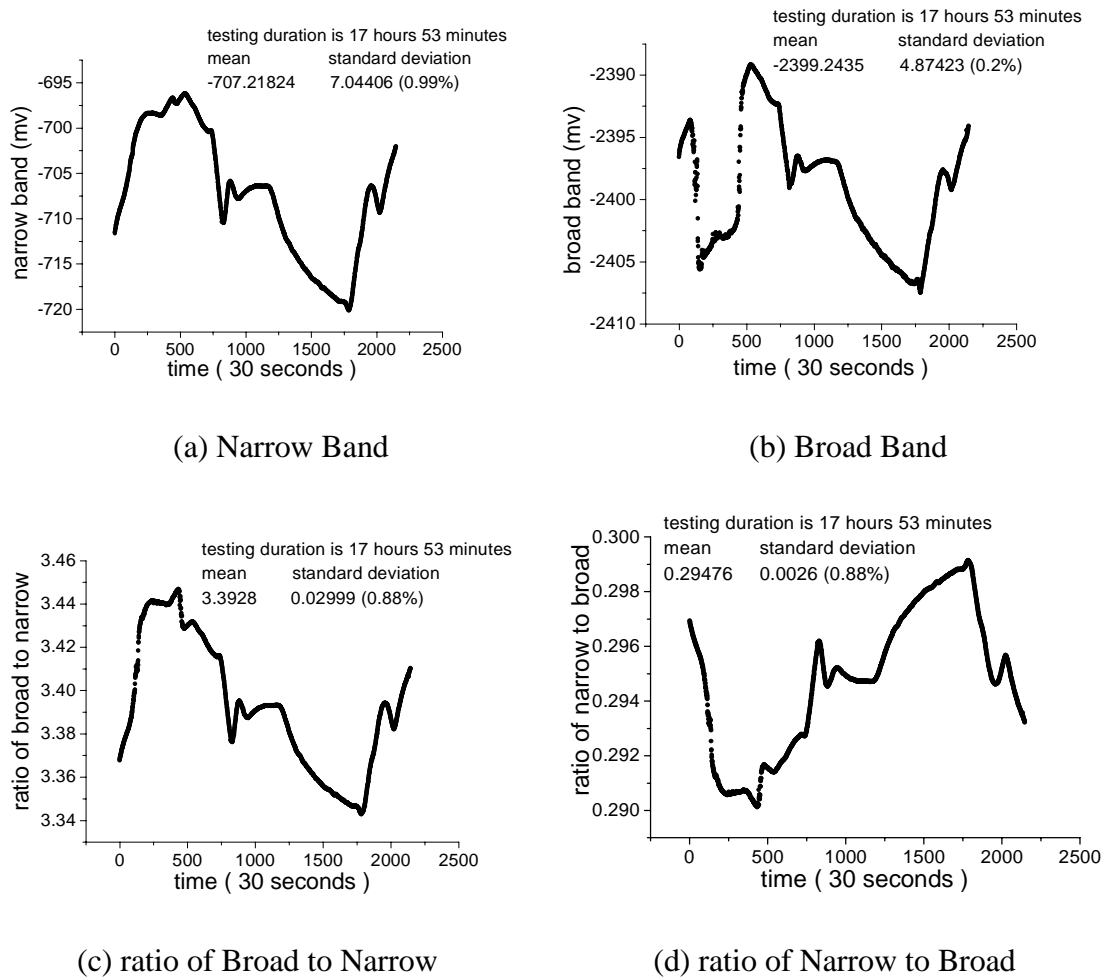 testing duration is 17 hours 53 minutes
mean standard deviation
-707.21824 7.04406 (0.99%)
-695
-700
-705
-710
-715
-720
narrow band (mv)
0 500 1000 1500 2000 2500
time ( 30 seconds )
(a) Narrow Band
testing duration is 17 hours 53 minutes
mean standard deviation
-2399.2435 4.87423 (0.2%)
-2390
-2395
-2400
-2405
-2410
broad band (mv)
0 500 1000 1500 2000 2500
time ( 30 seconds )
(b) Broad Band
testing duration is 17 hours 53 minutes
mean standard deviation
3.3928 0.02999 (0.88%)
3.46
3.44
3.42
3.40
3.38
3.36
3.34
ratio of broad to narrow
0 500 1000 1500 2000 2500
time ( 30 seconds )
(c) ratio of Broad to Narrow
testing duration is 17 hours 53 minutes
mean standard deviation
0.29476 0.0026 (0.88%)
0.300
0.298
0.296
0.294
0.292
0.290
ratio of narrow to broad
0 500 1000 1500 2000 2500
time ( 30 seconds )
(d) ratio of Narrow to Broad